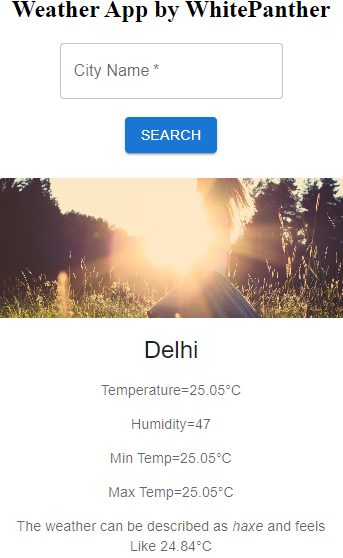 Weather App by WhitePanther
City Name *
SEARCH
Delhi
Temperature=25.05°C
Humidity=47
Min Temp=25.05°C
Max Temp=25.05°C
The weather can be described as haxe and feels
Like 24.84°C